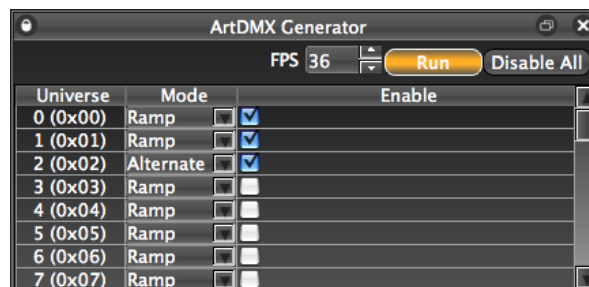 ArtDMX Generator
FPS 36 Run Disable All
Universe Mode Enable
0 (0x00) Ramp
1 (0x01) Ramp
2 (0x02) Alternate
3 (0x03) Ramp
4 (0x04) Ramp
5 (0x05) Ramp
6 (0x06) Ramp
7 (0x07) Ramp